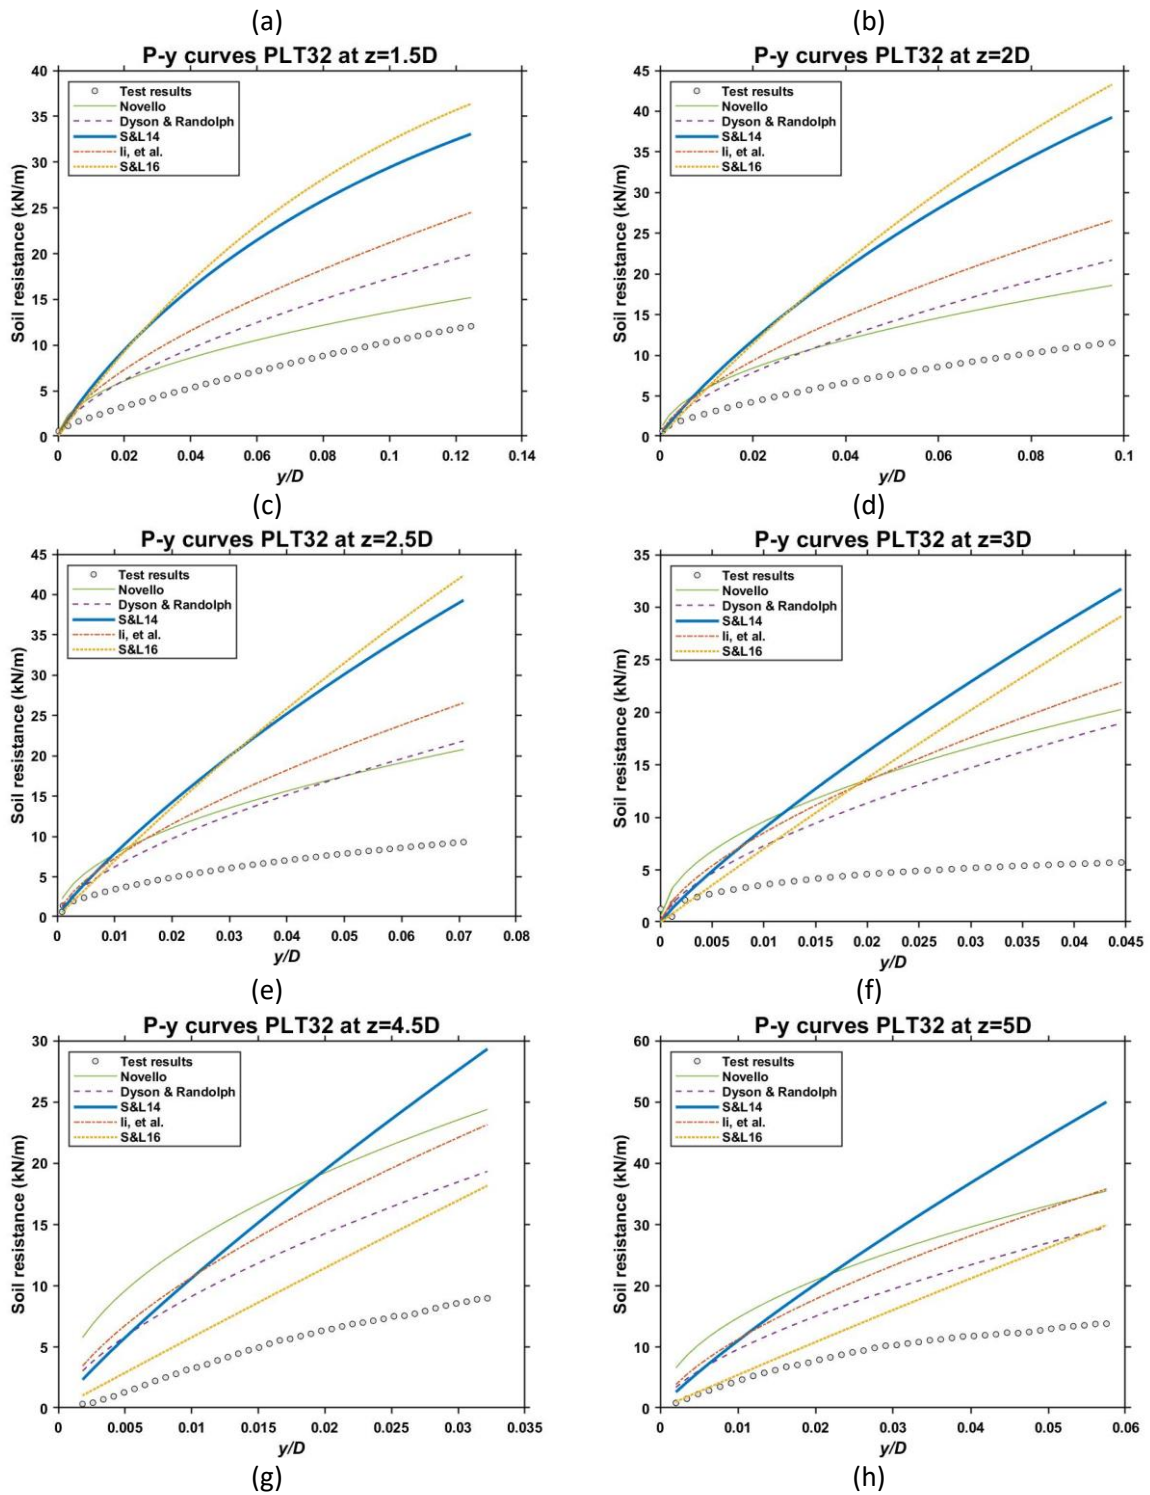 (a)
(b)
P-y curves PLT32 at z=1.5D
Soil resistance (kN/m)
40
35
30
25
20
15
10
5
0
Test results
Novello
Dyson & Randolph
S&L14
li, et al.
S&L16
0 0.02 0.04 0.06 0.08 0.1 0.12 0.14
y/D
P-y curves PLT32 at z=2D
Soil resistance (kN/m)
45
40
35
30
25
20
15
10
5
0
Test results
Novello
Dyson & Randolph
S&L14
li, et al.
S&L16
0 0.02 0.04 0.06 0.08 0.1
y/D
(c)
(d)
P-y curves PLT32 at z=2.5D
Soil resistance (kN/m)
45
40
35
30
25
20
15
10
5
0
Test results
Novello
Dyson & Randolph
S&L14
li, et al.
S&L16
0 0.01 0.02 0.03 0.04 0.05 0.06 0.07 0.08
y/D
P-y curves PLT32 at z=3D
Soil resistance (kN/m)
35
30
25
20
15
10
5
0
Test results
Novello
Dyson & Randolph
S&L14
li, et al.
S&L16
0 0.005 0.01 0.015 0.02 0.025 0.03 0.035 0.04 0.045
y/D
(e)
(f)
P-y curves PLT32 at z=4.5D
Soil resistance (kN/m)
30
25
20
15
10
5
0
Test results
Novello
Dyson & Randolph
S&L14
li, et al.
S&L16
0 0.005 0.01 0.015 0.02 0.025 0.03 0.035
y/D
P-y curves PLT32 at z=5D
Soil resistance (kN/m)
60
50
40
30
20
10
0
Test results
Novello
Dyson & Randolph
S&L14
li, et al.
S&L16
0 0.01 0.02 0.03 0.04 0.05 0.06
y/D
(g)
(h)